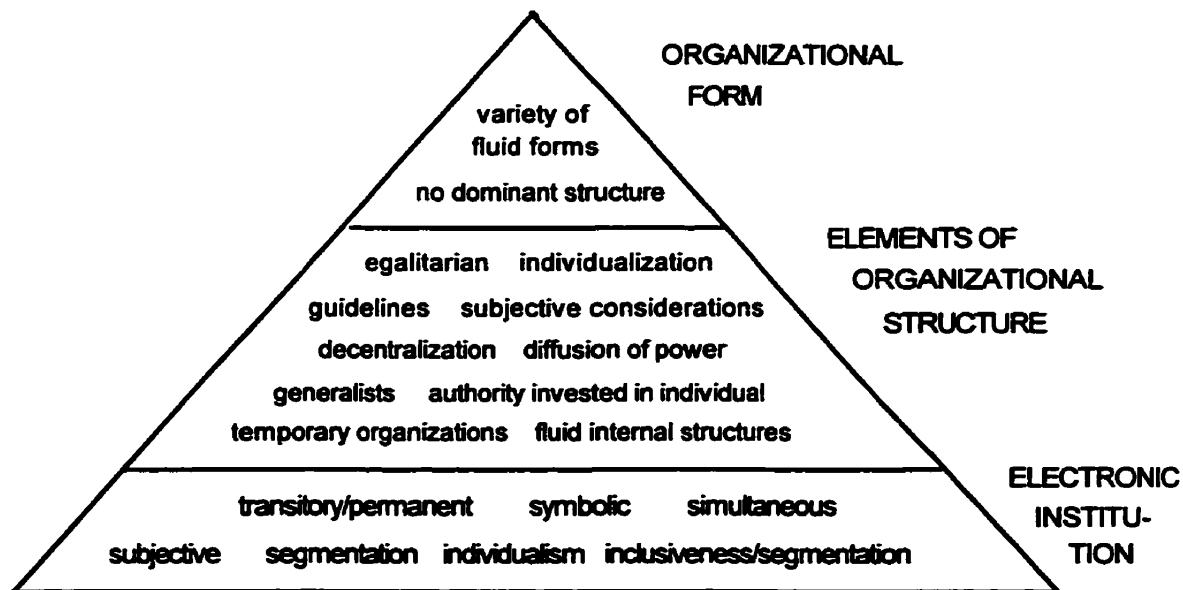 ORGANIZATIONAL
FORM
variety of
fluid forms
no dominant structure
ELEMENTS OF
ORGANIZATIONAL
STRUCTURE
egalitarian individualization
guidelines subjective considerations
decentralization diffusion of power
generalists authority invested in individual
temporary organizations fluid internal structures
ELECTRONIC
INSTITU-
TION
transitory/permanent symbolic simultaneous
subjective segmentation individualism inclusiveness/segmentation